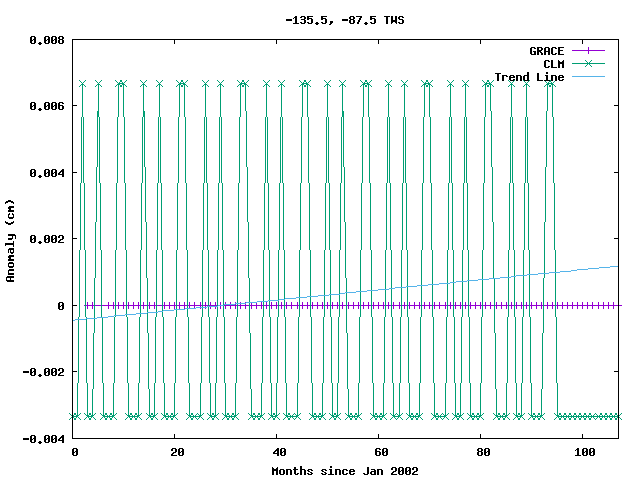 -135.5, -87.5 TWS
GRACE
CLM
Trend Line
0.008
0.006
0.004
0.002
0
-0.002
-0.004
Anomaly (cm)
0 20 40 60 80 100
Months since Jan 2002